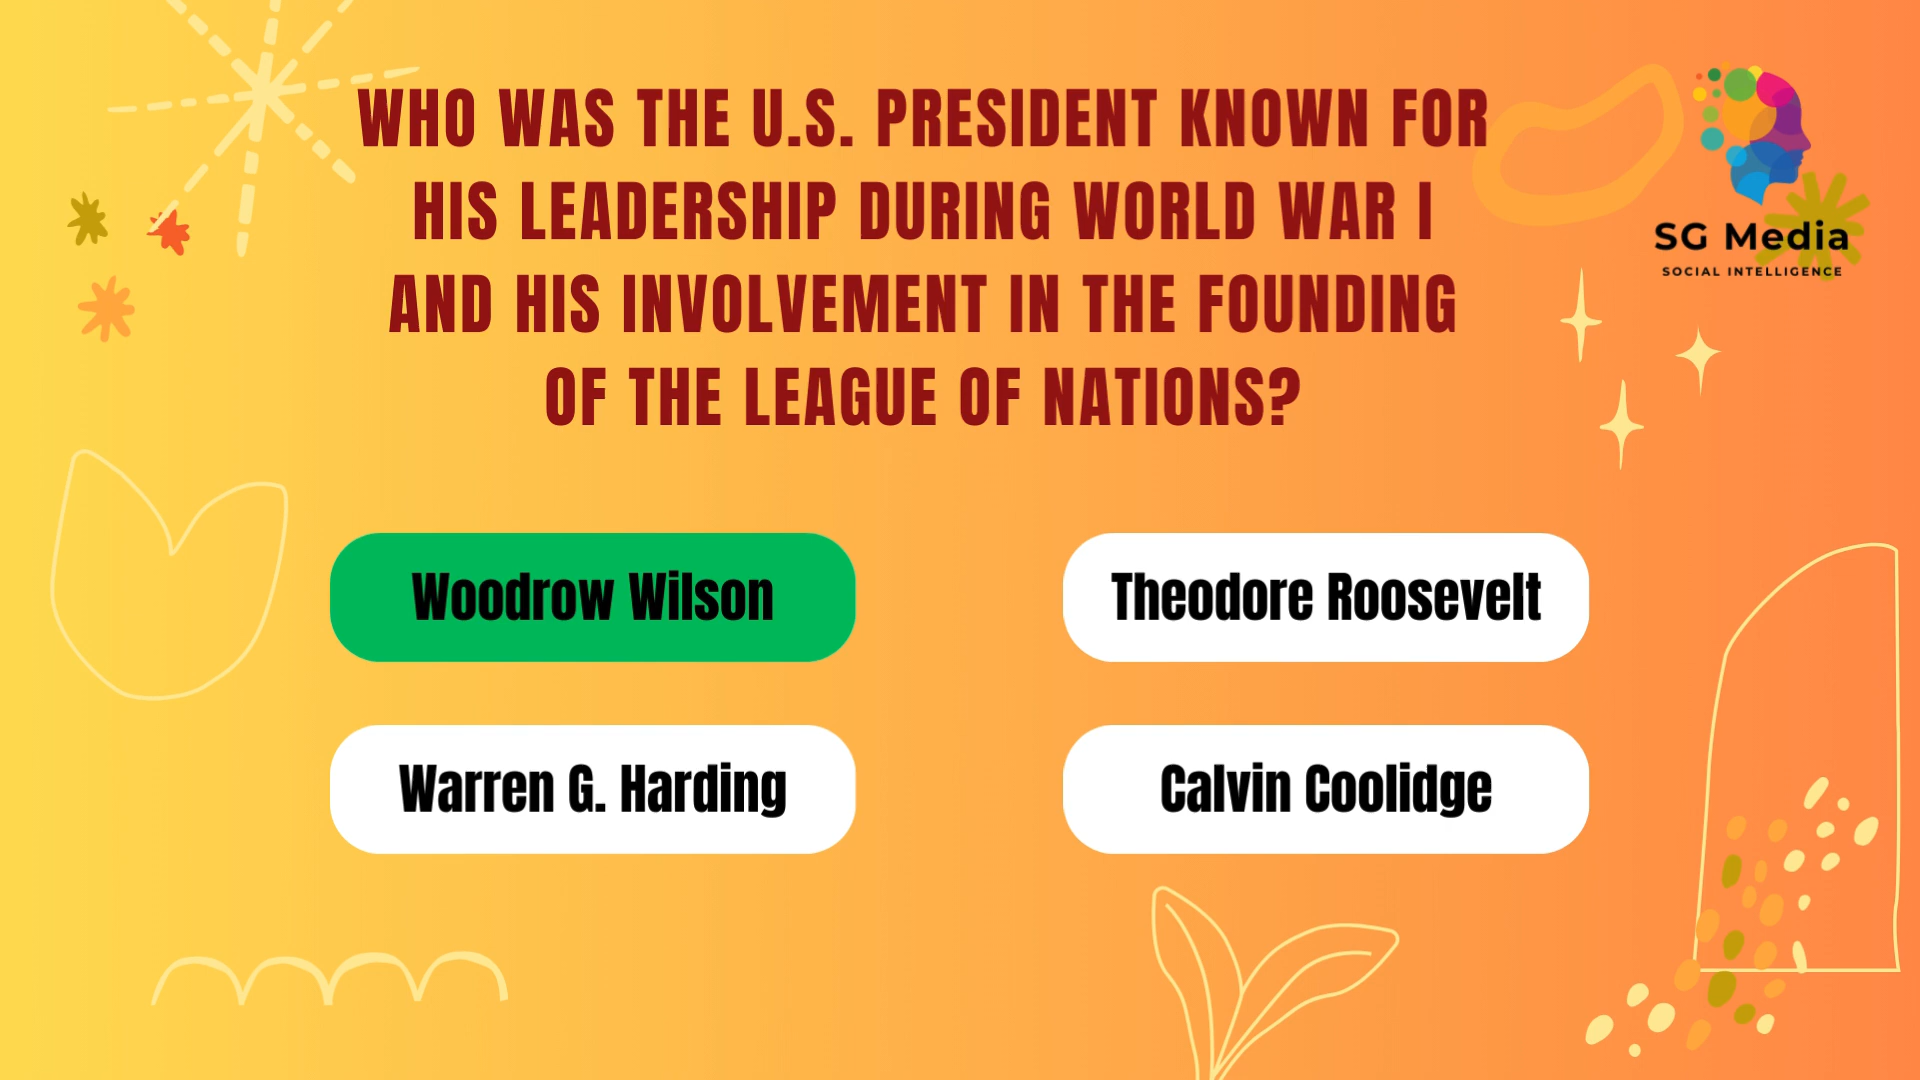 WHO WAS THE U.S. PRESIDENT KNOWN FOR
HIS LEADERSHIP DURING WORLD WAR I
AND HIS INVOLVEMENT IN THE FOUNDING
OF THE LEAGUE OF NATIONS?
SG Media
SOCIAL INTELLIGENCE
Woodrow Wilson
Theodore Roosevelt
Warren G. Harding
Calvin Coolidge